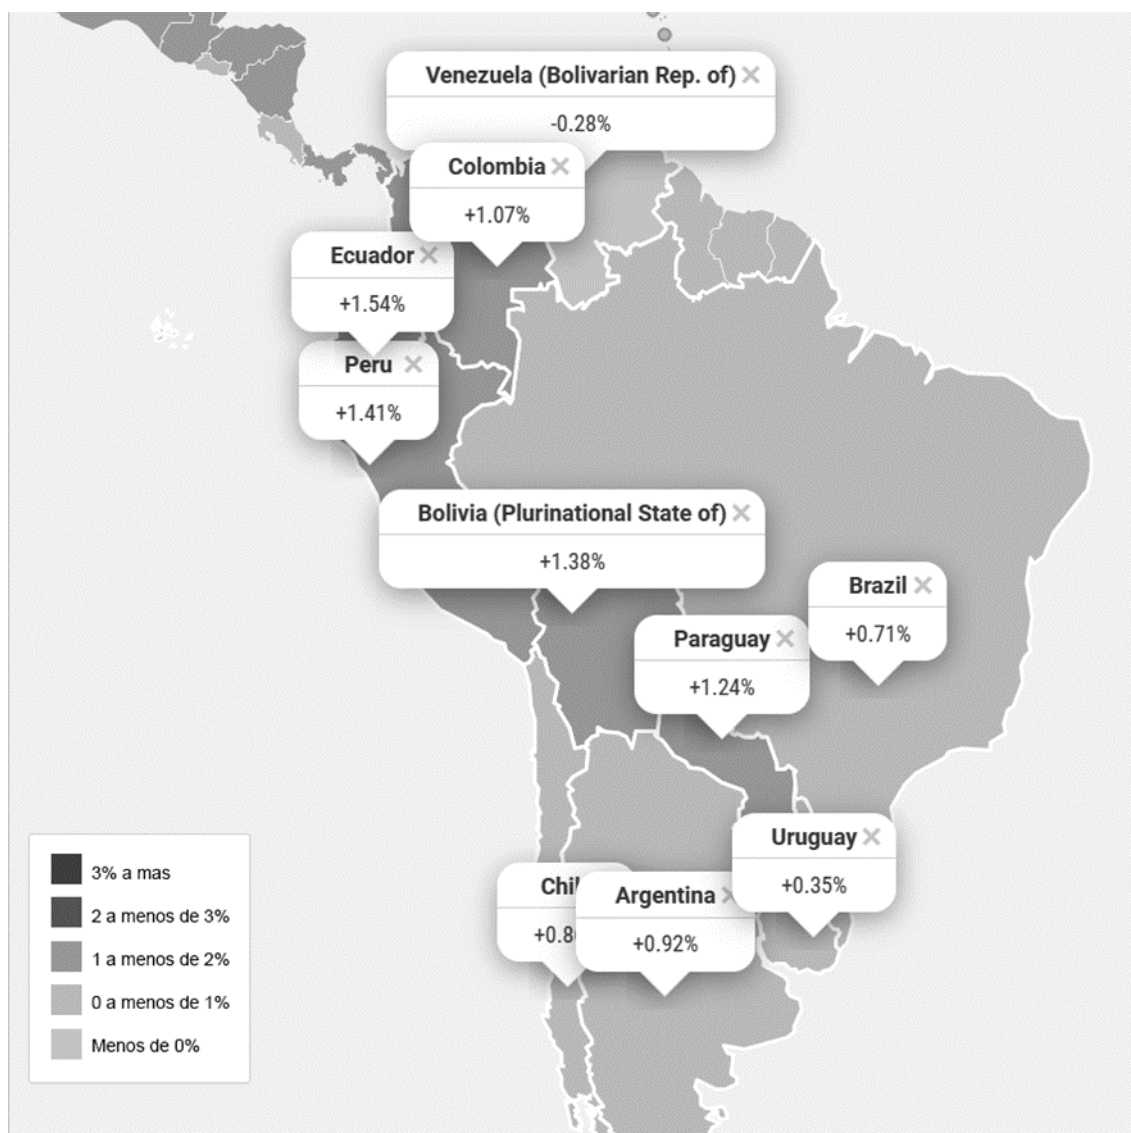 Venezuela (Bolivarian Rep. of)
-0.28%
Colombia
+1.07%
Ecuador
+1.54%
Peru
+1.41%
Bolivia (Plurinational State of)
+1.38%
Brazil
+0.71%
Paraguay
+1.24%
Uruguay
+0.35%
Argentina
+0.92%
3% a mas
2 a menos de 3%
1 a menos de 2%
0 a menos de 1%
Menos de 0%